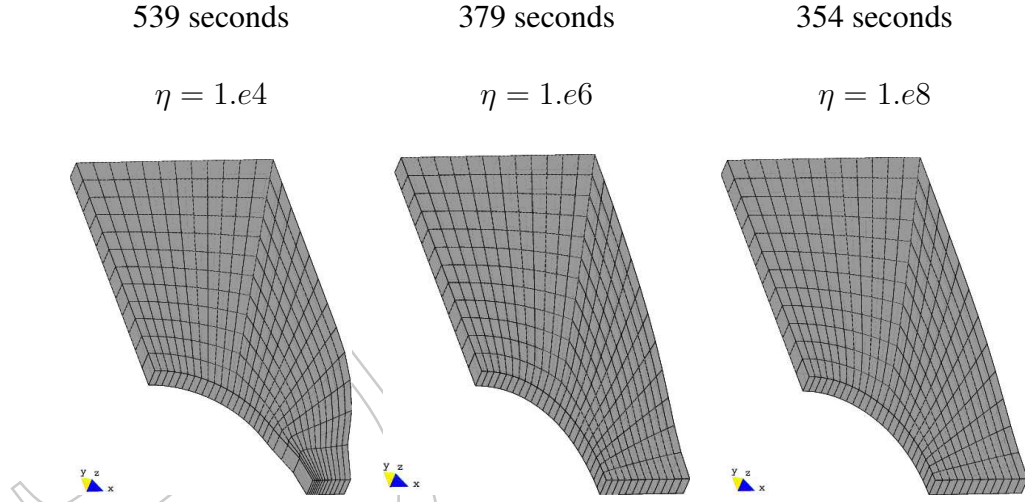 539 seconds 379 seconds 354 seconds
η = 1.e4 η = 1.e6 η = 1.e8
y z x y z x y z x